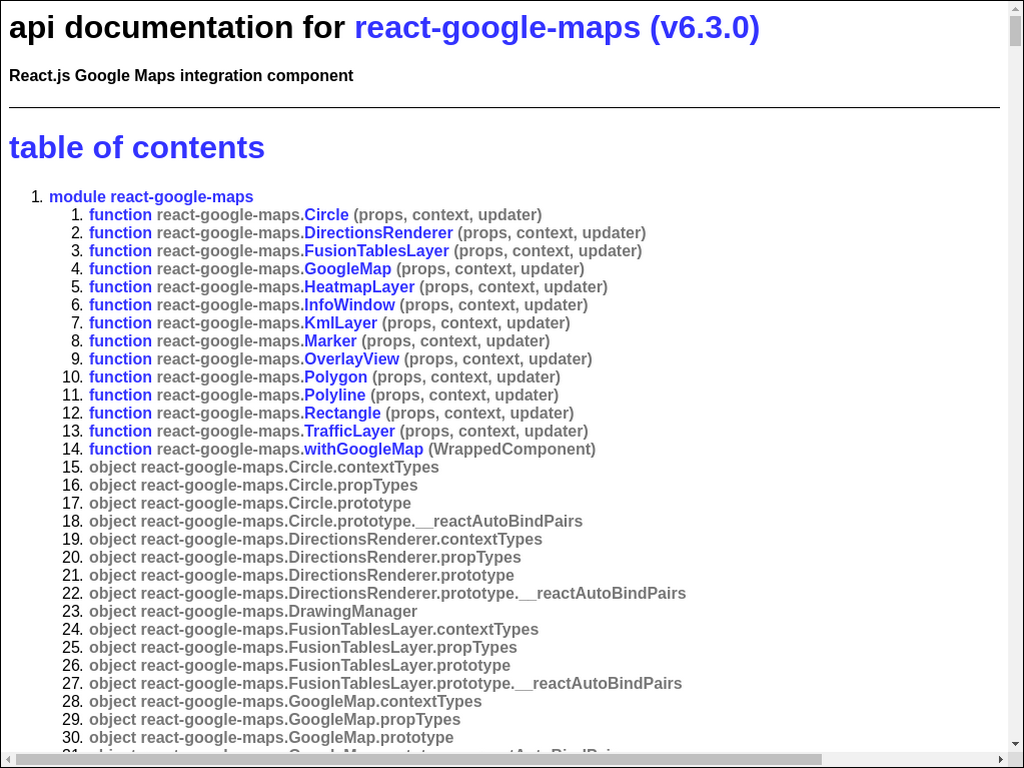 api documentation for react-google-maps (v6.3.0)
React.js Google Maps integration component
table of contents
1. module react-google-maps
1. function react-google-maps.Circle (props, context, updater)
2. function react-google-maps.DirectionsRenderer (props, context, updater)
3. function react-google-maps.FusionTablesLayer (props, context, updater)
4. function react-google-maps.GoogleMap (props, context, updater)
5. function react-google-maps.HeatmapLayer (props, context, updater)
6. function react-google-maps.InfoWindow (props, context, updater)
7. function react-google-maps.KmlLayer (props, context, updater)
8. function react-google-maps.Marker (props, context, updater)
9. function react-google-maps.OverlayView (props, context, updater)
10. function react-google-maps.Polygon (props, context, updater)
11. function react-google-maps.Polyline (props, context, updater)
12. function react-google-maps.Rectangle (props, context, updater)
13. function react-google-maps.TrafficLayer (props, context, updater)
14. function react-google-maps.withGoogleMap (WrappedComponent)
15. object react-google-maps.Circle.contextTypes
16. object react-google-maps.Circle.propTypes
17. object react-google-maps.Circle.prototype
18. object react-google-maps.Circle.prototype.__reactAutoBindPairs
19. object react-google-maps.DirectionsRenderer.contextTypes
20. object react-google-maps.DirectionsRenderer.propTypes
21. object react-google-maps.DirectionsRenderer.prototype
22. object react-google-maps.DirectionsRenderer.prototype.__reactAutoBindPairs
23. object react-google-maps.DrawingManager
24. object react-google-maps.FusionTablesLayer.contextTypes
25. object react-google-maps.FusionTablesLayer.propTypes
26. object react-google-maps.FusionTablesLayer.prototype
27. object react-google-maps.FusionTablesLayer.prototype.__reactAutoBindPairs
28. object react-google-maps.GoogleMap.contextTypes
29. object react-google-maps.GoogleMap.propTypes
30. object react-google-maps.GoogleMap.prototype